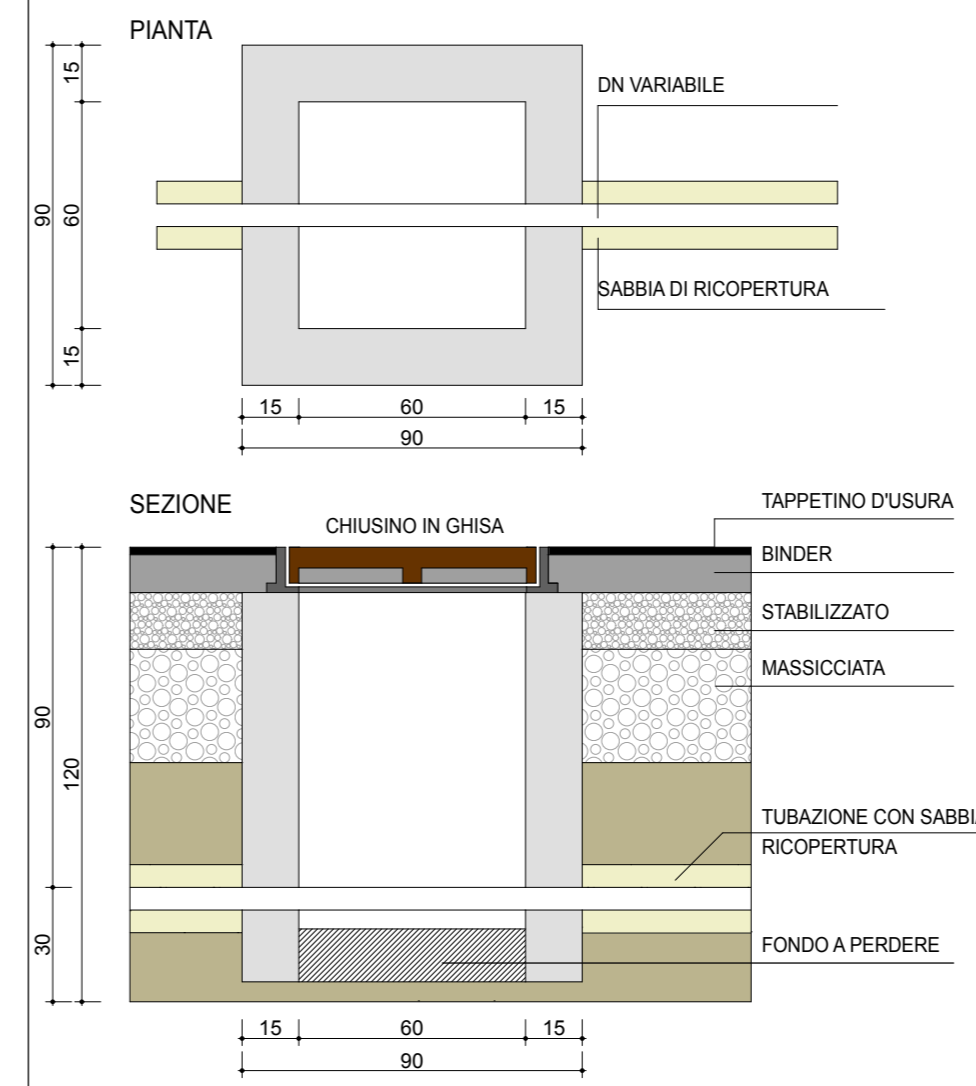 PIANTA
15
90
60
15
DN VARIABILE
SABBIA DI RICOPERTURA
15 60 15
90
SEZIONE
CHIUSINO IN GHISA
TAPPETINO D'USURA
BINDER
STABILIZZATO
MASSICCIATA
90
120
TUBAZIONE CON SABBIA
RICOPERTURA
30
FONDO A PERDERE
15 60 15
90